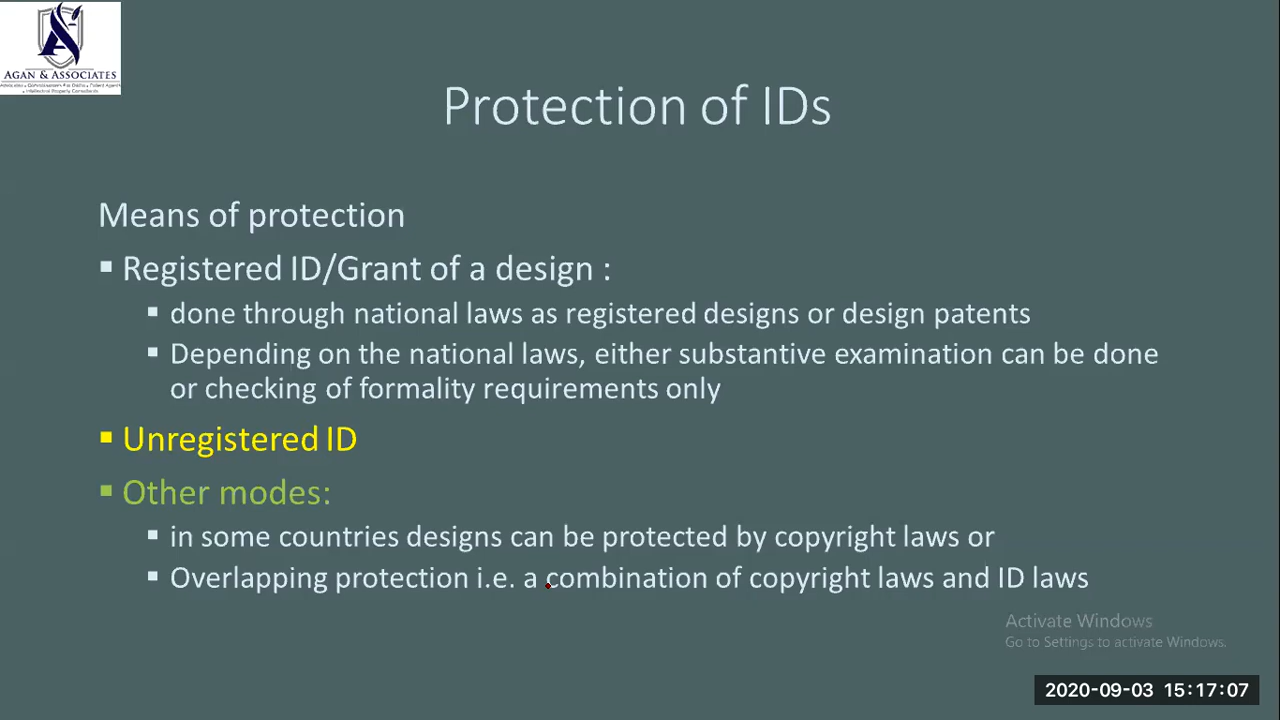 AGAN & ASSOCIATES
Protection of IDs
Means of protection
▪ Registered ID/Grant of a design :
▪ done through national laws as registered designs or design patents
▪ Depending on the national laws, either substantive examination can be done
or checking of formality requirements only
▪ Unregistered ID
▪ Other modes:
▪ in some countries designs can be protected by copyright laws or
▪ Overlapping protection i.e. a combination of copyright laws and ID laws
Activate Windows
Go to Settings to activate Windows.
2020-09-03 15:17:07